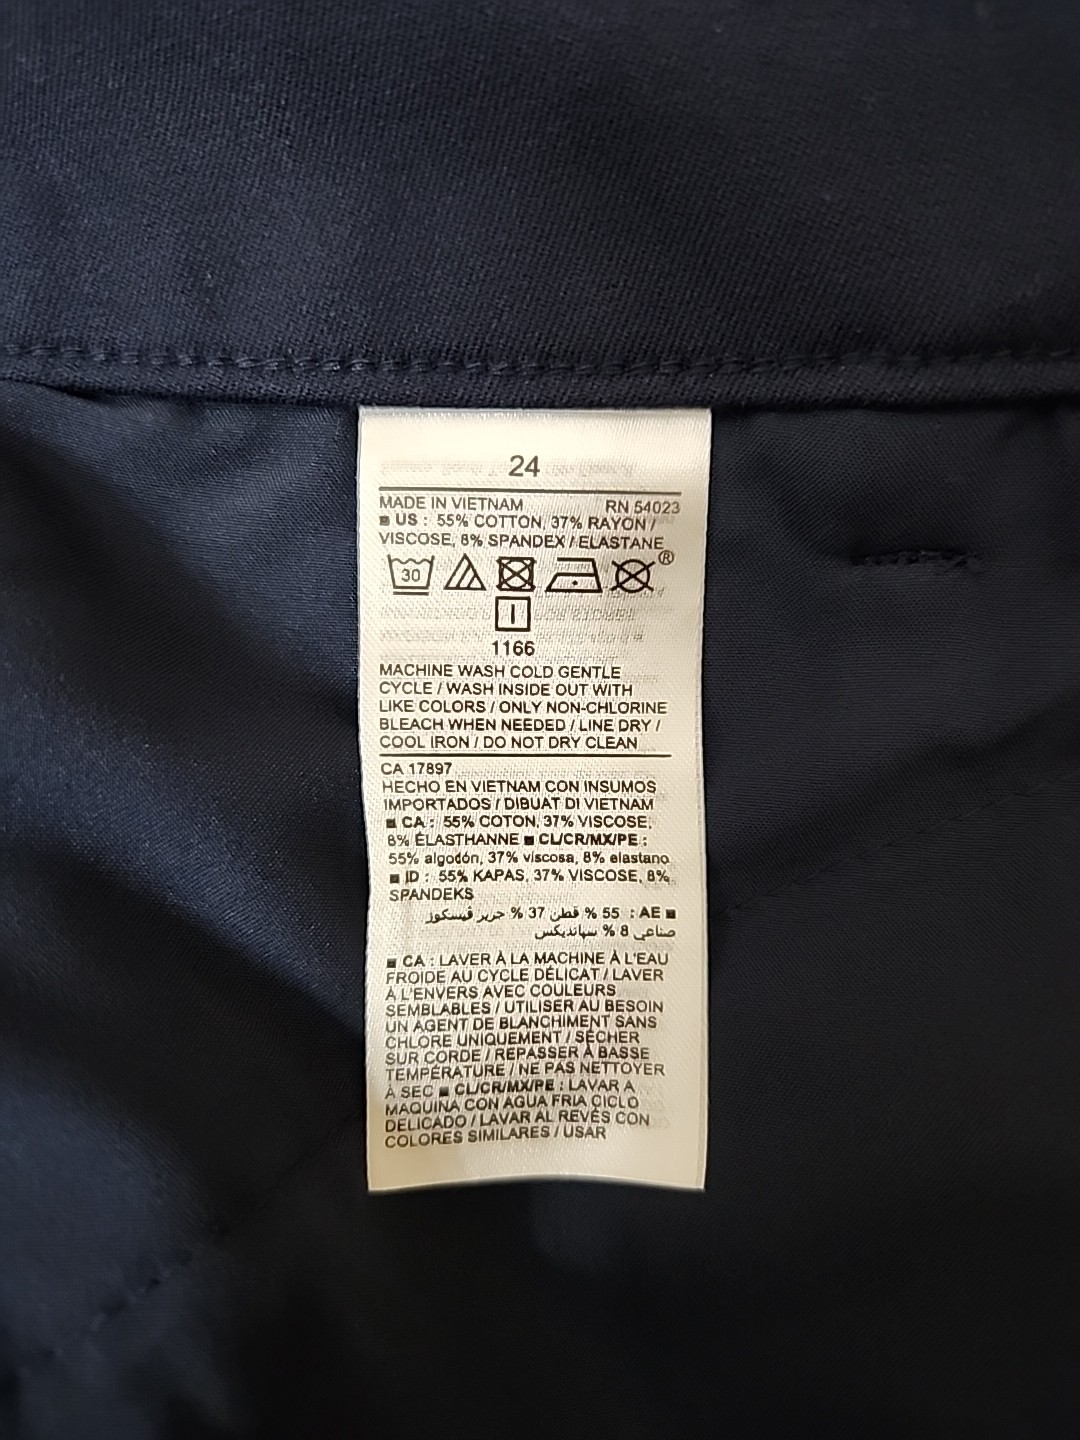 24
MADE IN VIETNAM RN 54023
■ US : 55% COTTON, 37% RAYON /
VISCOSE, 8% SPANDEX / ELASTANE
30
®
1166
MACHINE WASH COLD GENTLE
CYCLE / WASH INSIDE OUT WITH
LIKE COLORS / ONLY NON-CHLORINE
BLEACH WHEN NEEDED / LINE DRY /
COOL IRON / DO NOT DRY CLEAN
CA 17897
HECHO EN VIETNAM CON INSUMOS
IMPORTADOS / DIBUAT DI VIETNAM
■ CA : 55% COTON, 37% VISCOSE,
8% ÉLASTHANNE ■ CL/CR/MX/PE :
55% algodón, 37% viscosa, 8% elastano
■ ID : 55% KAPAS, 37% VISCOSE, 8%
SPANDEKS
■ AE : 55 % قطن 37 % حرير ڤيسكوز
صناعي 8 % سپانديكس
■ CA : LAVER À LA MACHINE À L'EAU
FROIDE AU CYCLE DÉLICAT / LAVER
À L'ENVERS AVEC COULEURS
SEMBLABLES / UTILISER AU BESOIN
UN AGENT DE BLANCHIMENT SANS
CHLORE UNIQUEMENT / SÉCHER
SUR CORDE / REPASSER À BASSE
TEMPÉRATURE / NE PAS NETTOYER
À SEC ■ CL/CR/MX/PE : LAVAR A
MAQUINA CON AGUA FRIA CICLO
DELICADO / LAVAR AL REVÉS CON
COLORES SIMILARES / USAR